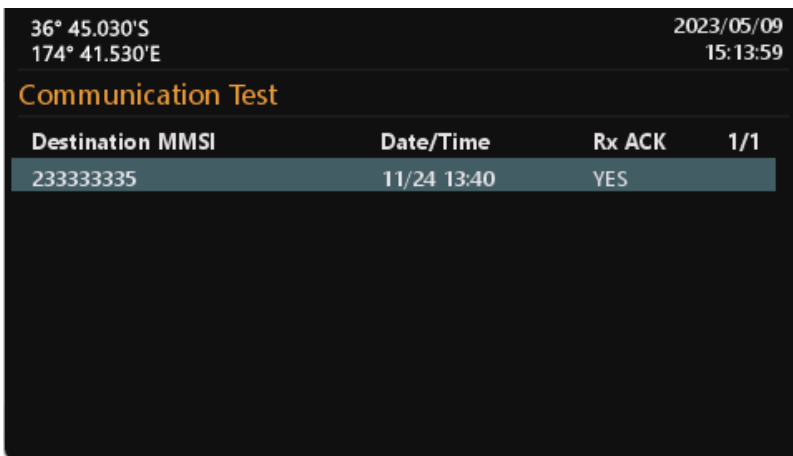 36° 45.030'S 2023/05/09
174° 41.530'E 15:13:59
Communication Test
Destination MMSI Date/Time Rx ACK 1/1
233333335 11/24 13:40 YES